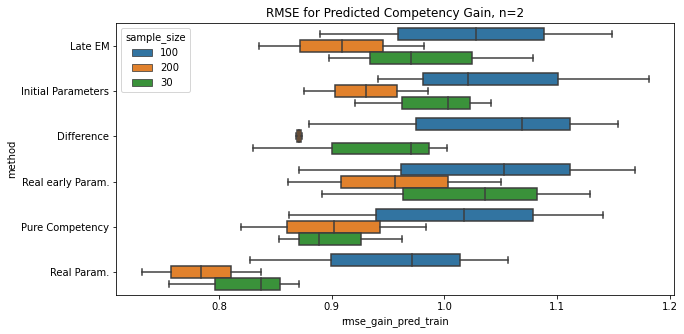 RMSE for Predicted Competency Gain, n=2
sample_size
100
200
30
method
Late EM
Initial Parameters
Difference
Real early Param.
Pure Competency
Real Param.
0.8 0.9 1.0 1.1 1.2
rmse_gain_pred_train